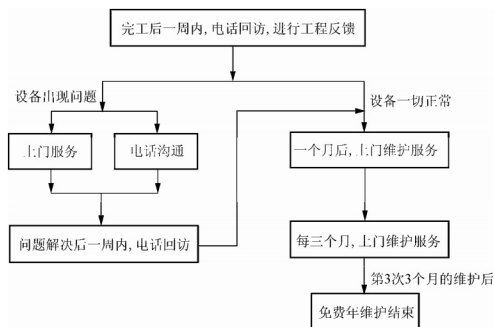 完工后一周内,电话回访,进行工程反馈
设备出现问题
设备一切正常
上门服务
电话沟通
一个月后,上门维护服务
问题解决后一周内,电话回访
每三个月,上门维护服务
第3次3个月的维护后
免费年维护结束